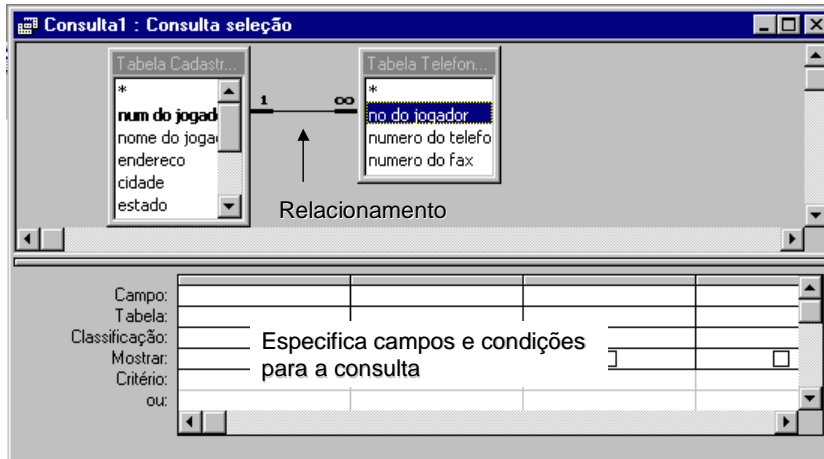 Consulta1 : Consulta seleção
Tabela Cadastr...
*
num do jogad
nome do joga
endereco
cidade
estado
1
∞
Tabela Telefon...
*
no do jogador
numero do telefo
numero do fax
Relacionamento
Campo:
Tabela:
Classificação:
Mostrar:
Critério:
ou:
Especifica campos e condições
para a consulta